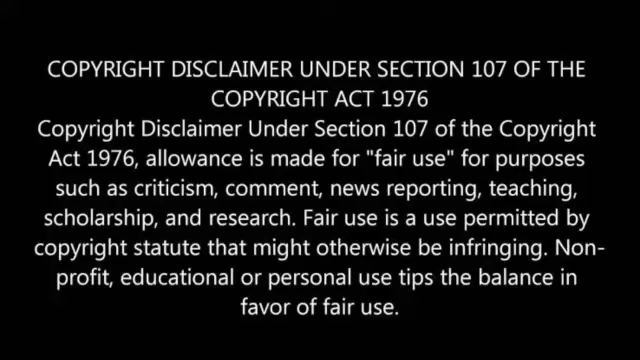 COPYRIGHT DISCLAIMER UNDER SECTION 107 OF THE
COPYRIGHT ACT 1976
Copyright Disclaimer Under Section 107 of the Copyright
Act 1976, allowance is made for "fair use" for purposes
such as criticism, comment, news reporting, teaching,
scholarship, and research. Fair use is a use permitted by
copyright statute that might otherwise be infringing. Non-
profit, educational or personal use tips the balance in
favor of fair use.